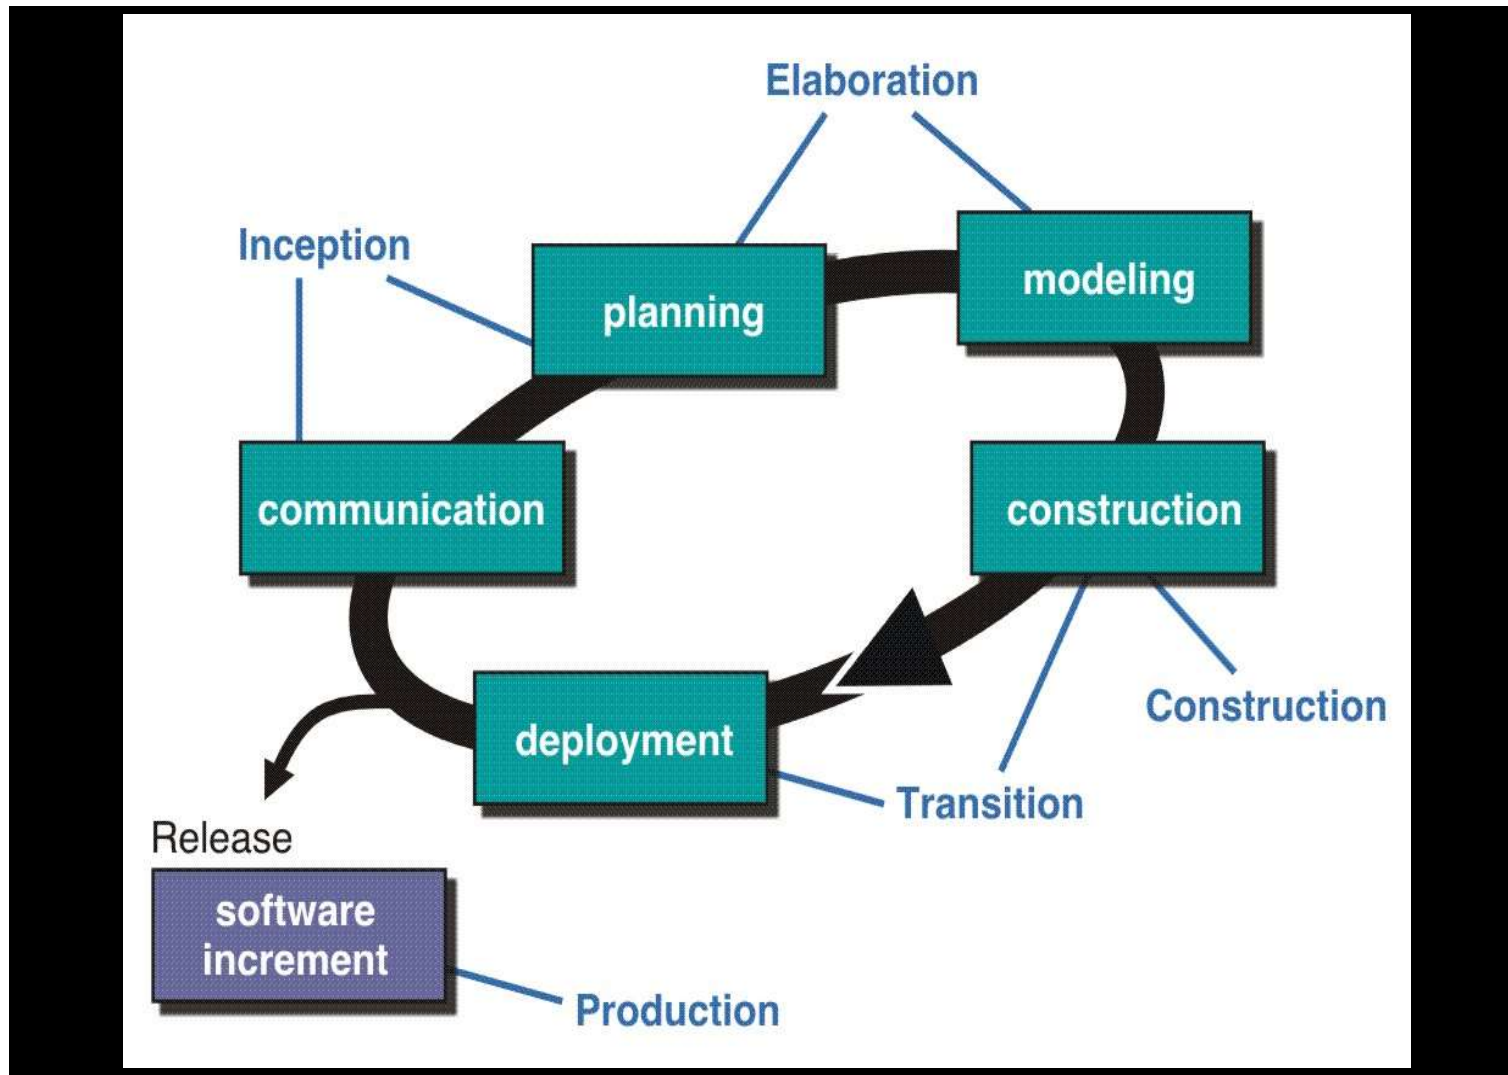 Elaboration
Inception
modeling
planning
communication
construction
Construction
deployment
Transition
Release
software
increment
Production